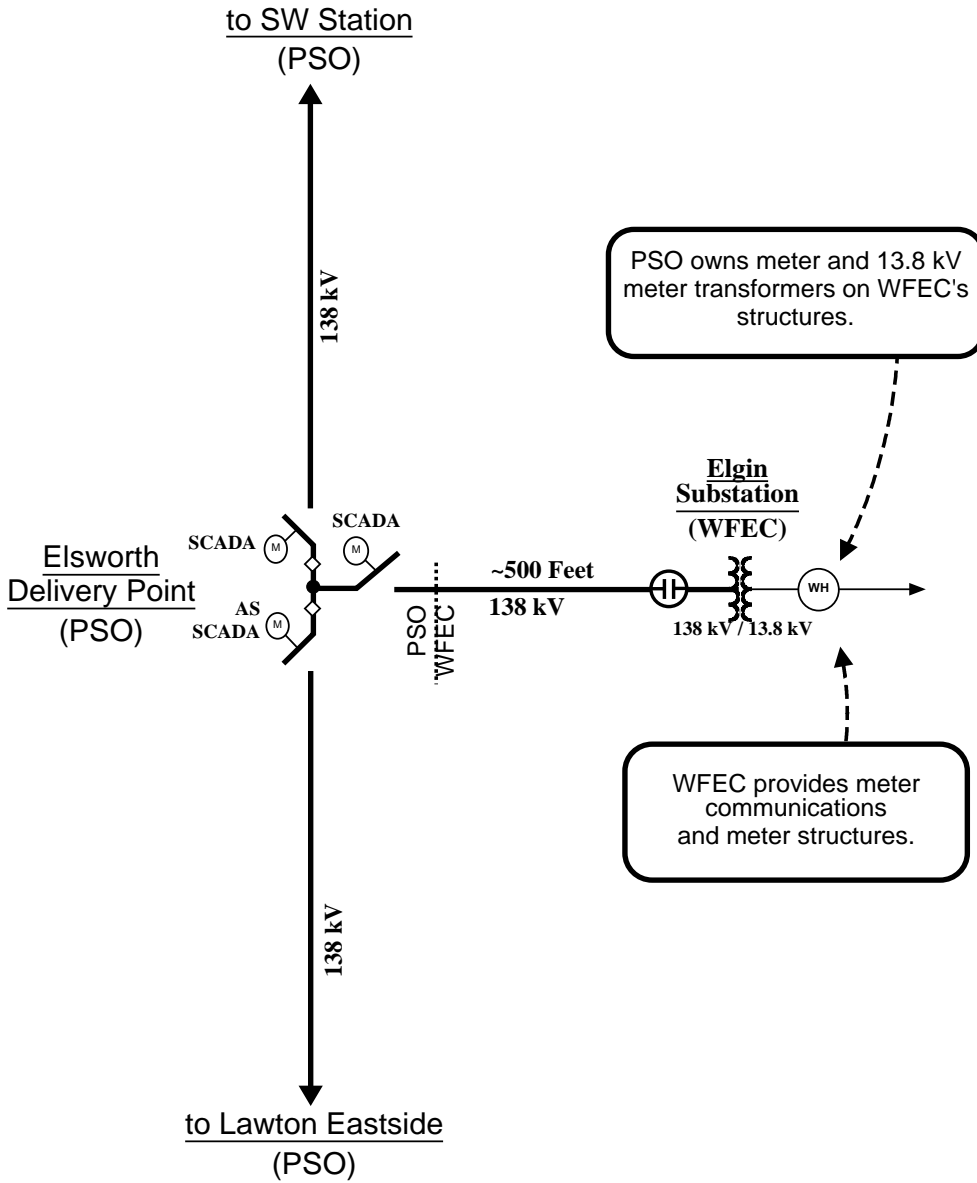 to SW Station
(PSO)
138 kV
PSO owns meter and 13.8 kV
meter transformers on WFEC's
structures.
Elgin
Substation
(WFEC)
SCADA
SCADA
M
M
Elsworth
Delivery Point
(PSO)
~500 Feet
138 kV
WH
138 kV / 13.8 kV
AS
SCADA
M
PSO
WFEC
WFEC provides meter
communications
and meter structures.
138 kV
to Lawton Eastside
(PSO)